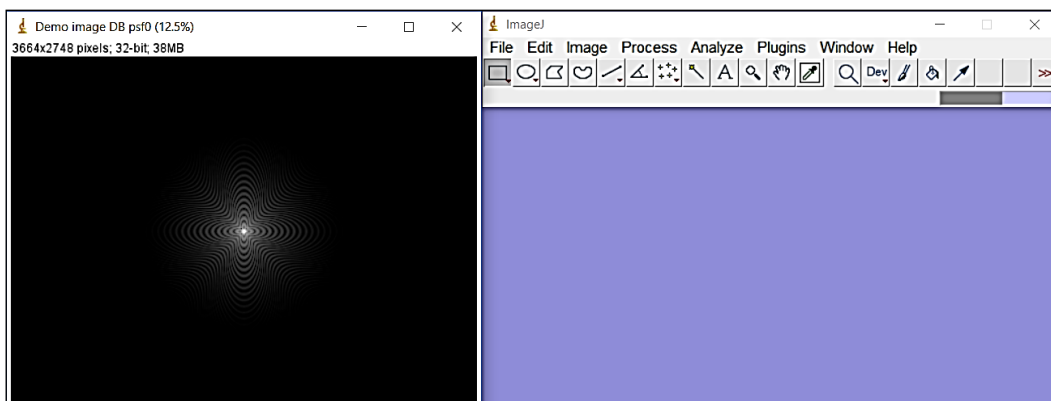 Demo image DB psf0 (12.5%)
3664x2748 pixels; 32-bit; 38MB
ImageJ
File Edit Image Process Analyze Plugins Window Help
A Dev >>